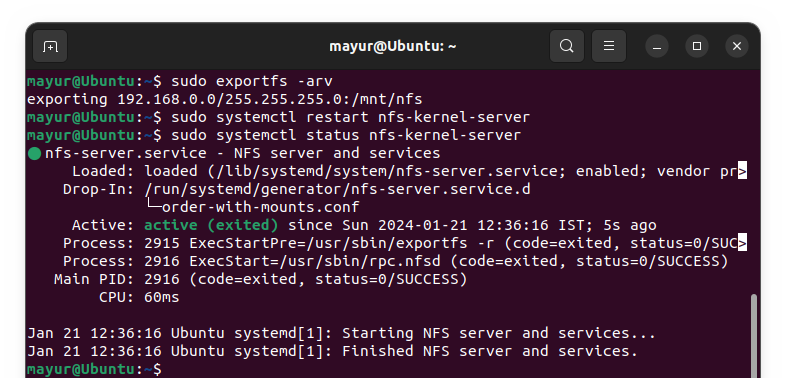 mayur@Ubuntu: ~
mayur@Ubuntu:~$ sudo exportfs -arv
exporting 192.168.0.0/255.255.255.0:/mnt/nfs
mayur@Ubuntu:~$ sudo systemctl restart nfs-kernel-server
mayur@Ubuntu:~$ sudo systemctl status nfs-kernel-server
● nfs-server.service - NFS server and services
     Loaded: loaded (/lib/systemd/system/nfs-server.service; enabled; vendor pr>
    Drop-In: /run/systemd/generator/nfs-server.service.d
             └─order-with-mounts.conf
     Active: active (exited) since Sun 2024-01-21 12:36:16 IST; 5s ago
    Process: 2915 ExecStartPre=/usr/sbin/exportfs -r (code=exited, status=0/SUC>
    Process: 2916 ExecStart=/usr/sbin/rpc.nfsd (code=exited, status=0/SUCCESS)
   Main PID: 2916 (code=exited, status=0/SUCCESS)
        CPU: 60ms
Jan 21 12:36:16 Ubuntu systemd[1]: Starting NFS server and services...
Jan 21 12:36:16 Ubuntu systemd[1]: Finished NFS server and services.
mayur@Ubuntu:~$